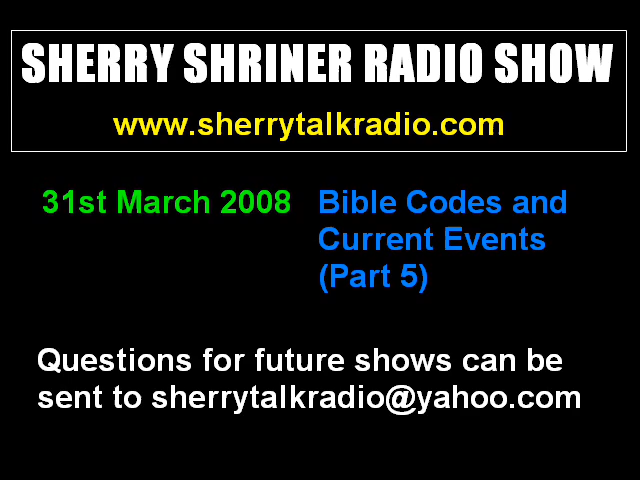 SHERRY SHRINER RADIO SHOW
www.sherrytalkradio.com
31st March 2008 Bible Codes and
Current Events
(Part 5)
Questions for future shows can be
sent to sherrytalkradio@yahoo.com